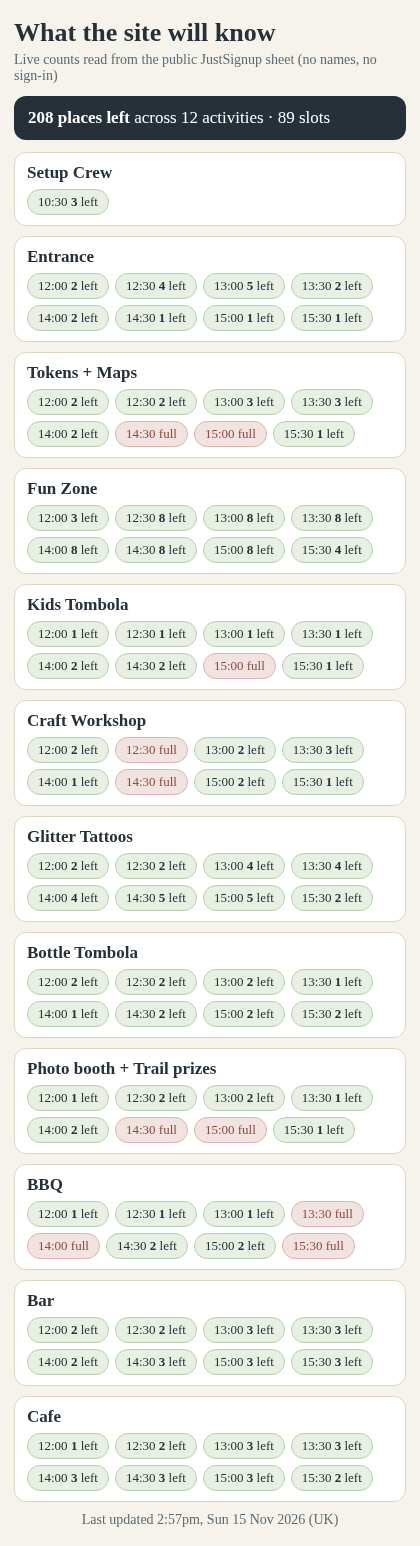 What the site will know
Live counts read from the public JustSignup sheet (no names, no
sign-in)
208 places left across 12 activities · 89 slots
Setup Crew
10:30 3 left
Entrance
12:00 2 left 12:30 4 left 13:00 5 left 13:30 2 left
14:00 2 left 14:30 1 left 15:00 1 left 15:30 1 left
Tokens + Maps
12:00 2 left 12:30 2 left 13:00 3 left 13:30 3 left
14:00 2 left 14:30 full 15:00 full 15:30 1 left
Fun Zone
12:00 3 left 12:30 8 left 13:00 8 left 13:30 8 left
14:00 8 left 14:30 8 left 15:00 8 left 15:30 4 left
Kids Tombola
12:00 1 left 12:30 1 left 13:00 1 left 13:30 1 left
14:00 2 left 14:30 2 left 15:00 full 15:30 1 left
Craft Workshop
12:00 2 left 12:30 full 13:00 2 left 13:30 3 left
14:00 1 left 14:30 full 15:00 2 left 15:30 1 left
Glitter Tattoos
12:00 2 left 12:30 2 left 13:00 4 left 13:30 4 left
14:00 4 left 14:30 5 left 15:00 5 left 15:30 2 left
Bottle Tombola
12:00 2 left 12:30 2 left 13:00 2 left 13:30 1 left
14:00 1 left 14:30 2 left 15:00 2 left 15:30 2 left
Photo booth + Trail prizes
12:00 1 left 12:30 2 left 13:00 2 left 13:30 1 left
14:00 2 left 14:30 full 15:00 full 15:30 1 left
BBQ
12:00 1 left 12:30 1 left 13:00 1 left 13:30 full
14:00 full 14:30 2 left 15:00 2 left 15:30 full
Bar
12:00 2 left 12:30 2 left 13:00 3 left 13:30 3 left
14:00 2 left 14:30 3 left 15:00 3 left 15:30 3 left
Cafe
12:00 1 left 12:30 2 left 13:00 3 left 13:30 3 left
14:00 3 left 14:30 3 left 15:00 3 left 15:30 2 left
Last updated 2:57pm, Sun 15 Nov 2026 (UK)